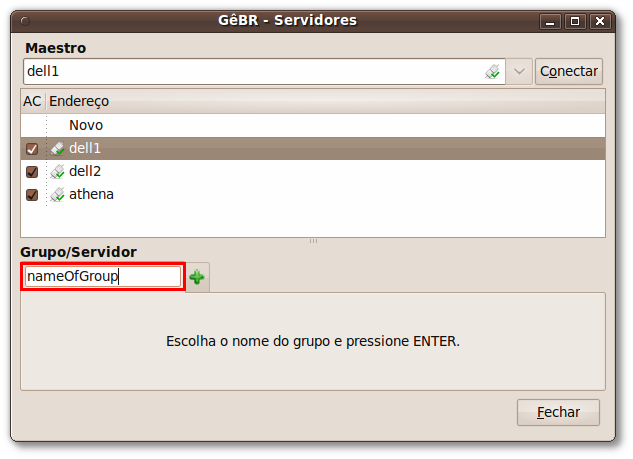 GêBR - Servidores
Maestro
dell1
Conectar
AC Endereço
Novo
dell1
dell2
athena
Grupo/Servidor
nameOfGroup
Escolha o nome do grupo e pressione ENTER.
Fechar